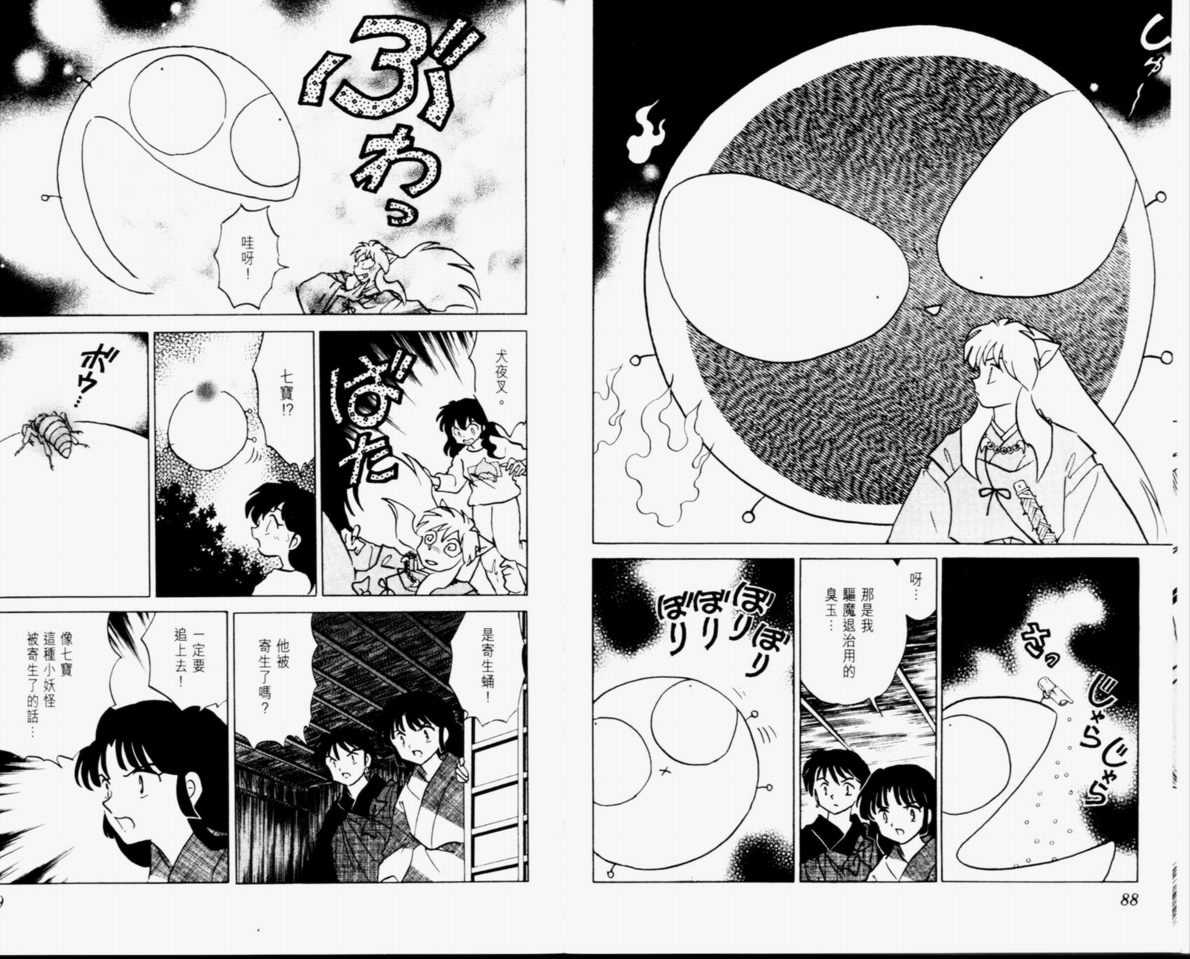 しゅ
さっ
じゃら
じゃら
呀…
那是我
驅魔退治用的
臭玉…
ぼり
ぼり
ぼり
ぼり
88
ぶわっ
哇呀！
犬夜叉。
ばた
七寶!?
ボウ…
是寄生蛹！
他被
寄生了嗎？
一定要
追上去！
像七寶
這種小妖怪
被寄生了的話…
9